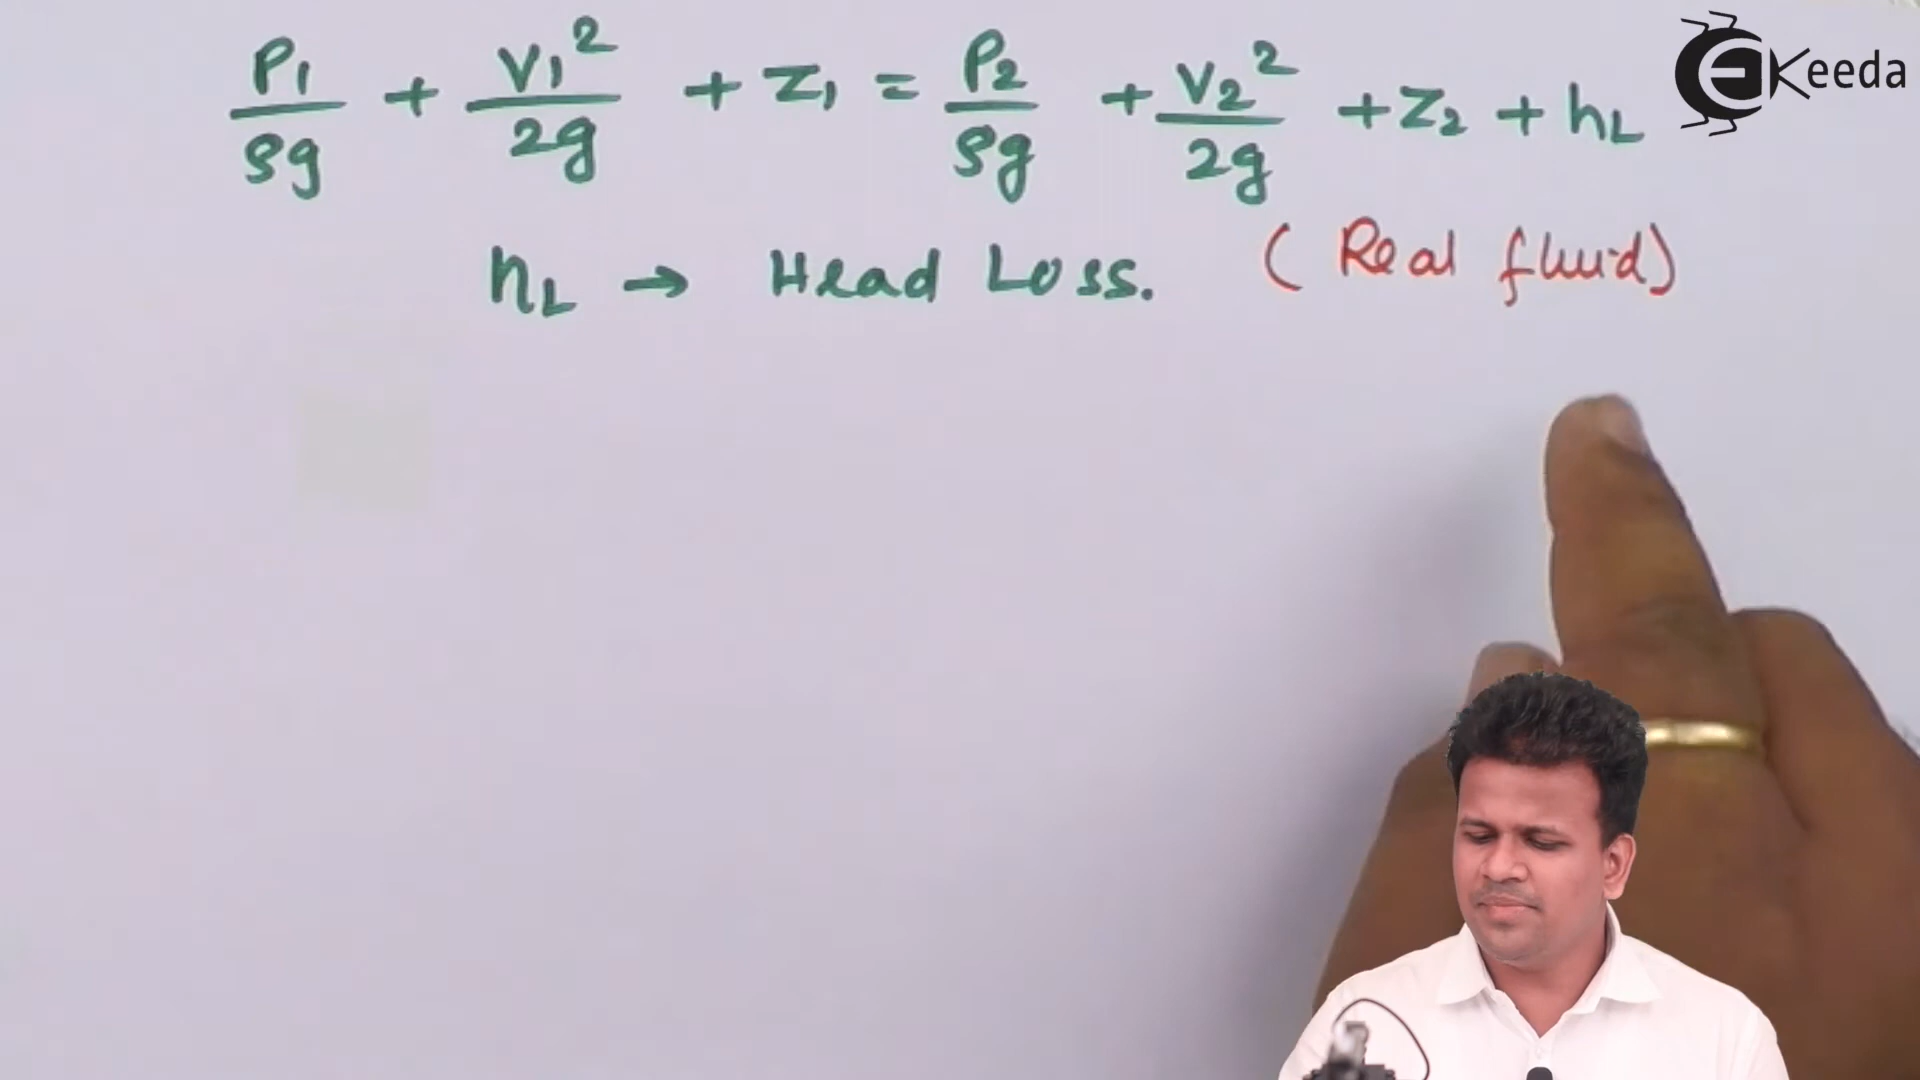 P₁/ρg + V₁²/2g + Z₁ = P₂/ρg + V₂²/2g + Z₂ + hL
hL → Head Loss. (Real fluid)
EKeeda